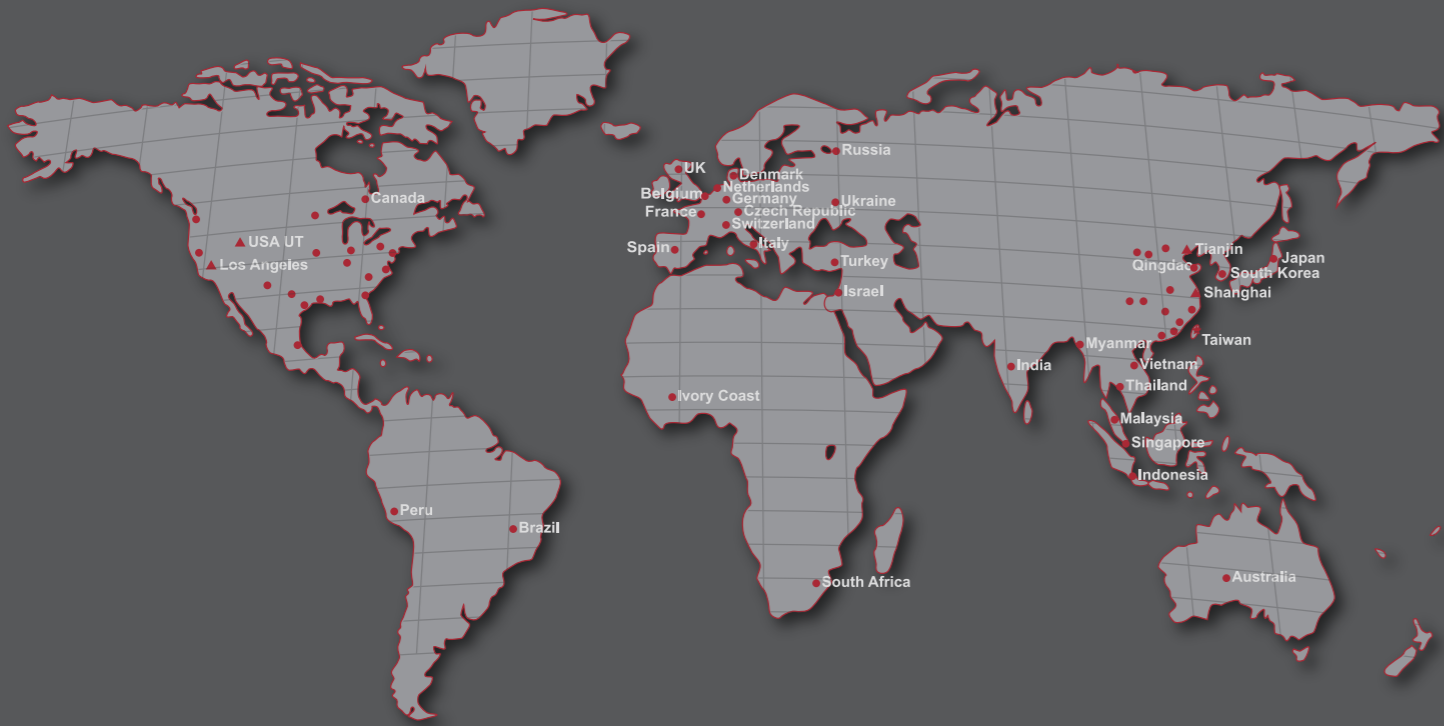 Russia
UK
Denmark
Netherlands
Belgium
Germany
Canada
Ukraine
France
Czech Republic
Switzerland
USA UT
Italy
Spain
Tianjin
Japan
Los Angeles
Turkey
Qingdao
South Korea
Israel
Shanghai
Taiwan
Myanmar
India
Vietnam
Thailand
Ivory Coast
Malaysia
Singapore
Indonesia
Peru
Brazil
Australia
South Africa